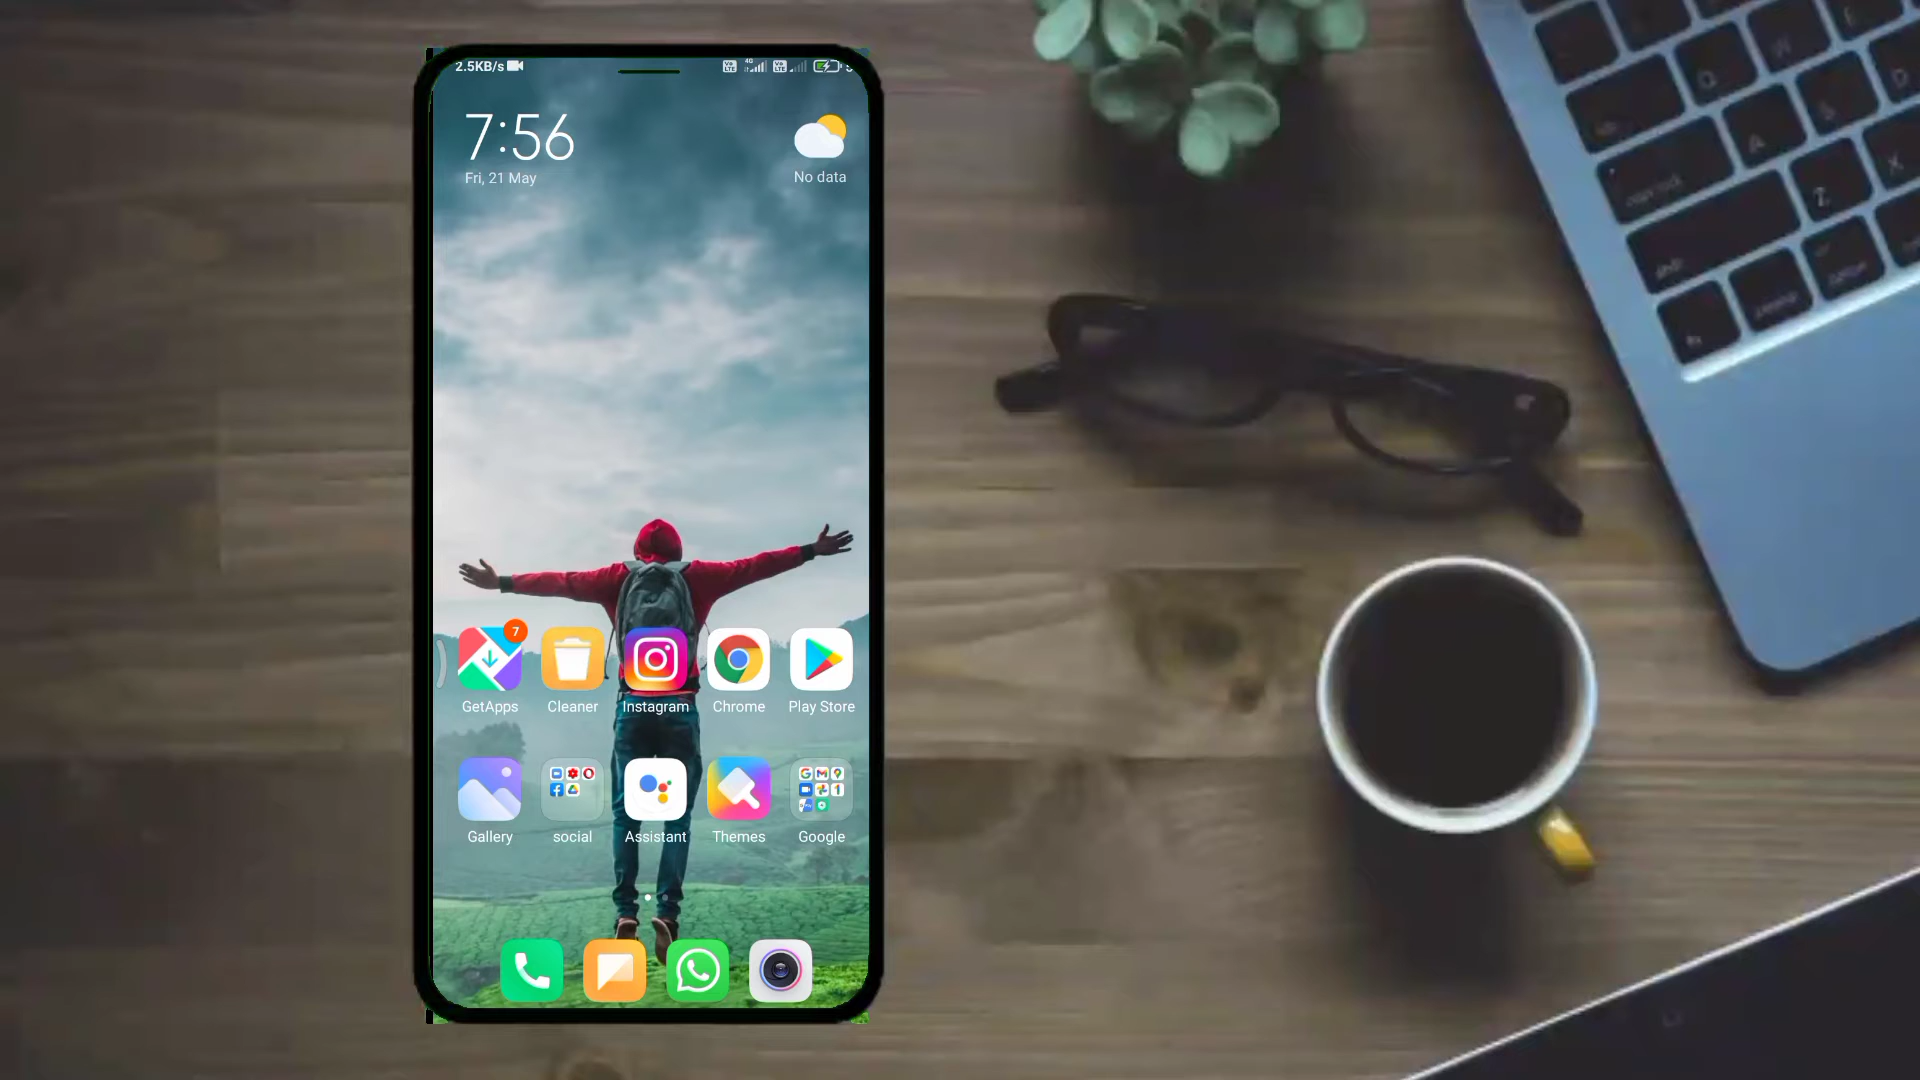 2.5KB/s
7:56
Fri, 21 May
No data
7
GetApps
Cleaner
Instagram
Chrome
Play Store
Gallery
social
Assistant
Themes
Google